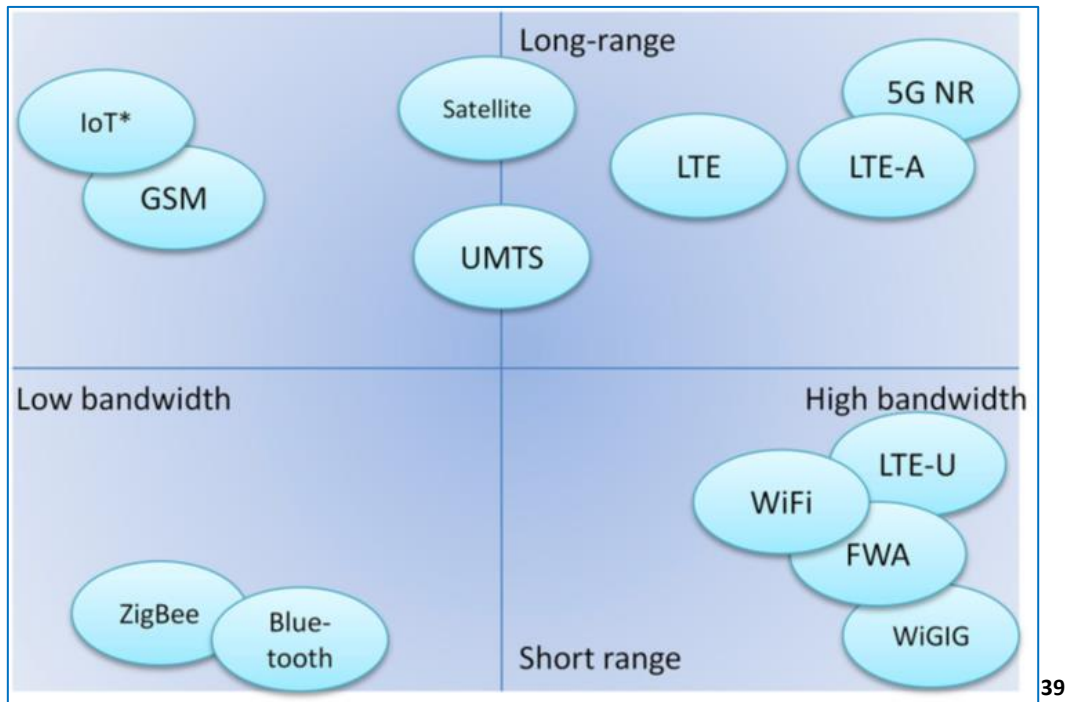 Long-range
5G NR
IoT*
Satellite
LTE
LTE-A
GSM
UMTS
Low bandwidth
High bandwidth
LTE-U
WiFi
FWA
ZigBee
Blue-
tooth
WiGIG
Short range
39